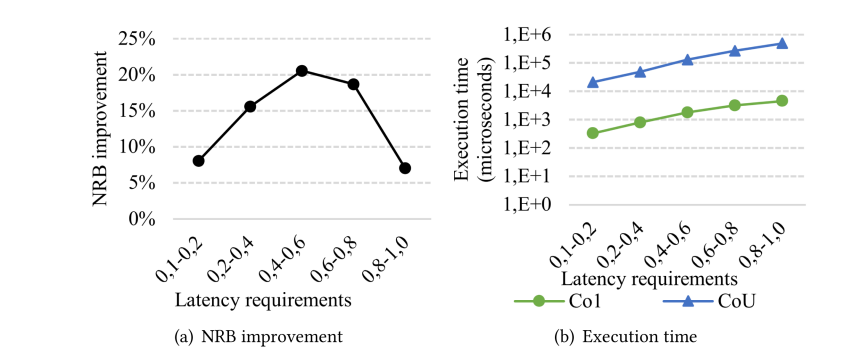 25%
20%
15%
10%
5%
0%
NRB improvement
0,1-0,2
0,2-0,4
0,4-0,6
0,6-0,8
0,8-1,0
Latency requirements
(a) NRB improvement
1,E+6
1,E+5
1,E+4
1,E+3
1,E+2
1,E+1
1,E+0
Execution time
(microseconds)
0,1-0,2
0,2-0,4
0,4-0,6
0,6-0,8
0,8-1,0
Latency requirements
Co1
CoU
(b) Execution time